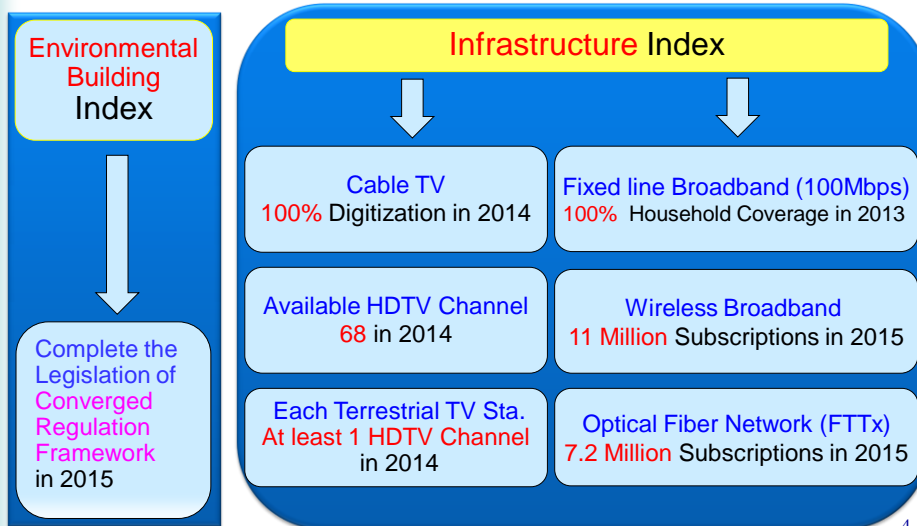 Environmental
Building
Index
Complete the
Legislation of
Converged
Regulation
Framework
in 2015
Infrastructure Index
Cable TV
100% Digitization in 2014
Available HDTV Channel
68 in 2014
Each Terrestrial TV Sta.
At least 1 HDTV Channel
in 2014
Fixed line Broadband (100Mbps)
100% Household Coverage in 2013
Wireless Broadband
11 Million Subscriptions in 2015
Optical Fiber Network (FTTx)
7.2 Million Subscriptions in 2015